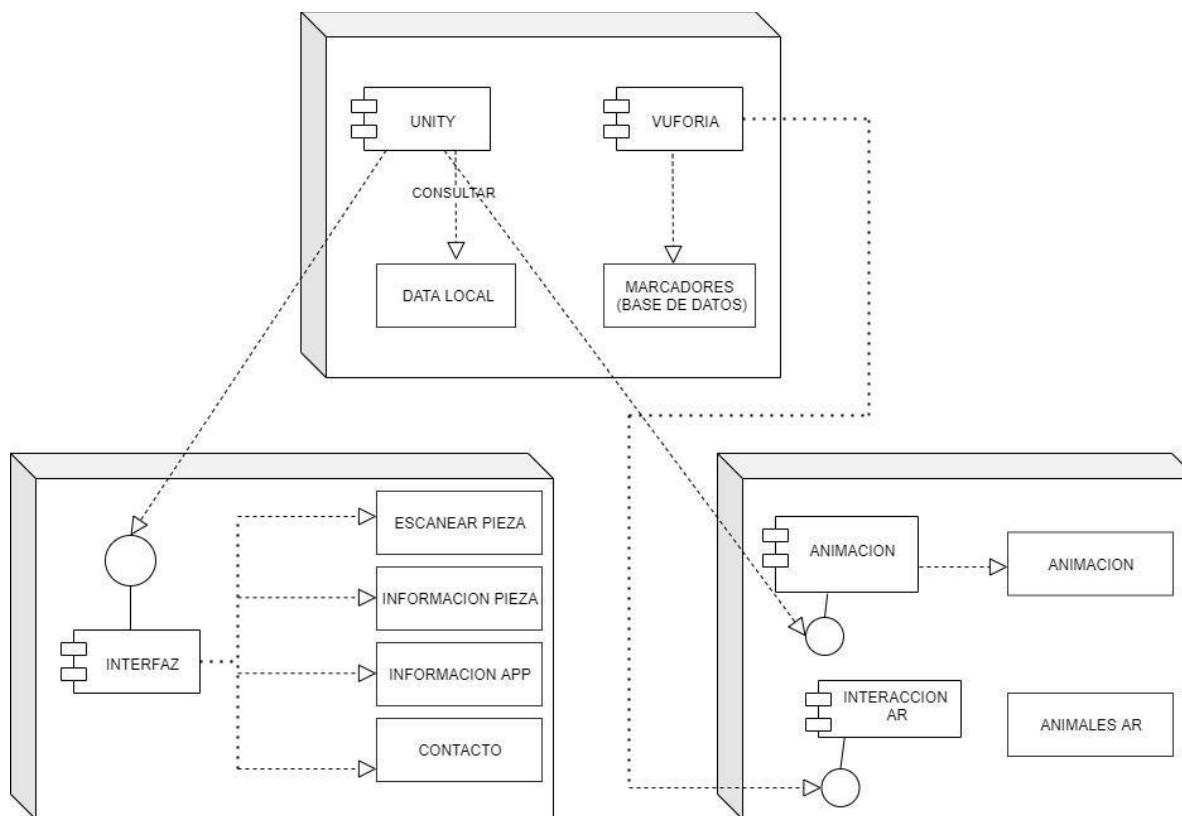 UNITY
VUFORIA
CONSULTAR
DATA LOCAL
MARCADORES
(BASE DE DATOS)
ESCANEAR PIEZA
INFORMACION PIEZA
INTERFAZ
INFORMACION APP
CONTACTO
ANIMACION
ANIMACION
INTERACCION
AR
ANIMALES AR